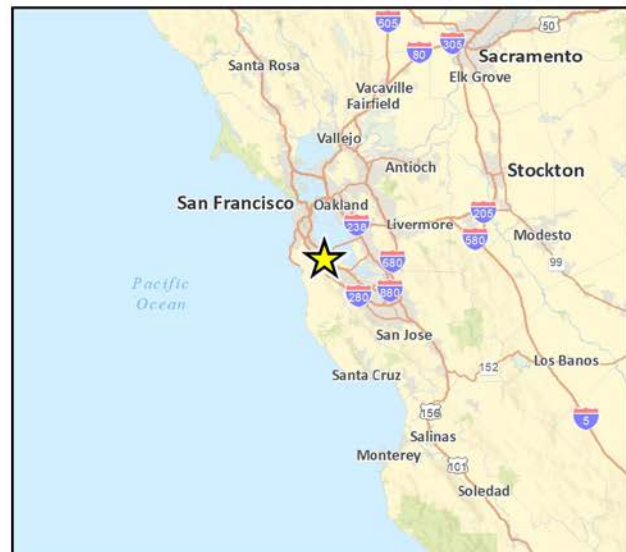 505
50
305
Sacramento
Santa Rosa
80
Elk Grove
Vacaville
Fairfield
Vallejo
Antioch
Stockton
San Francisco
Oakland
205
238
Livermore
580
Modesto
680
99
Pacific
Ocean
280
880
San Jose
152
Los Banos
Santa Cruz
156
5
Salinas
Monterey
101
Soledad